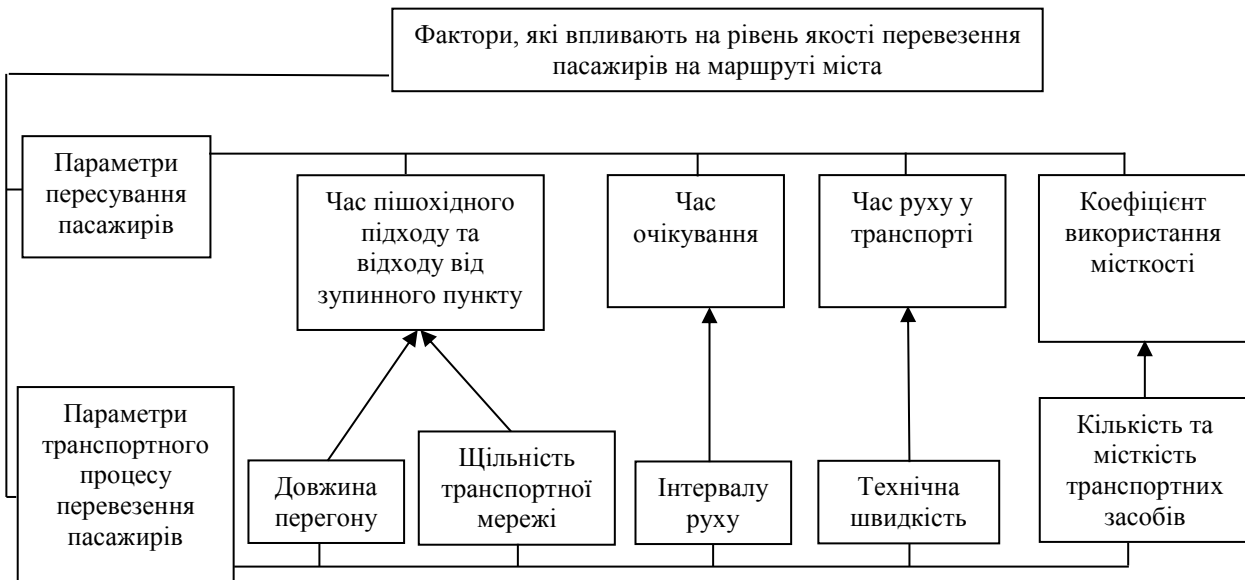 Фактори, які впливають на рівень якості перевезення
пасажирів на маршруті міста
Параметри
пересування
пасажирів
Час пішохідного
підходу та
відходу від
зупинного пункту
Час
очікування
Час руху у
транспорті
Коефіцієнт
використання
місткості
Параметри
транспортного
процесу
перевезення
пасажирів
Довжина
перегону
Щільність
транспортної
мережі
Інтервалу
руху
Технічна
швидкість
Кількість та
місткість
транспортних
засобів